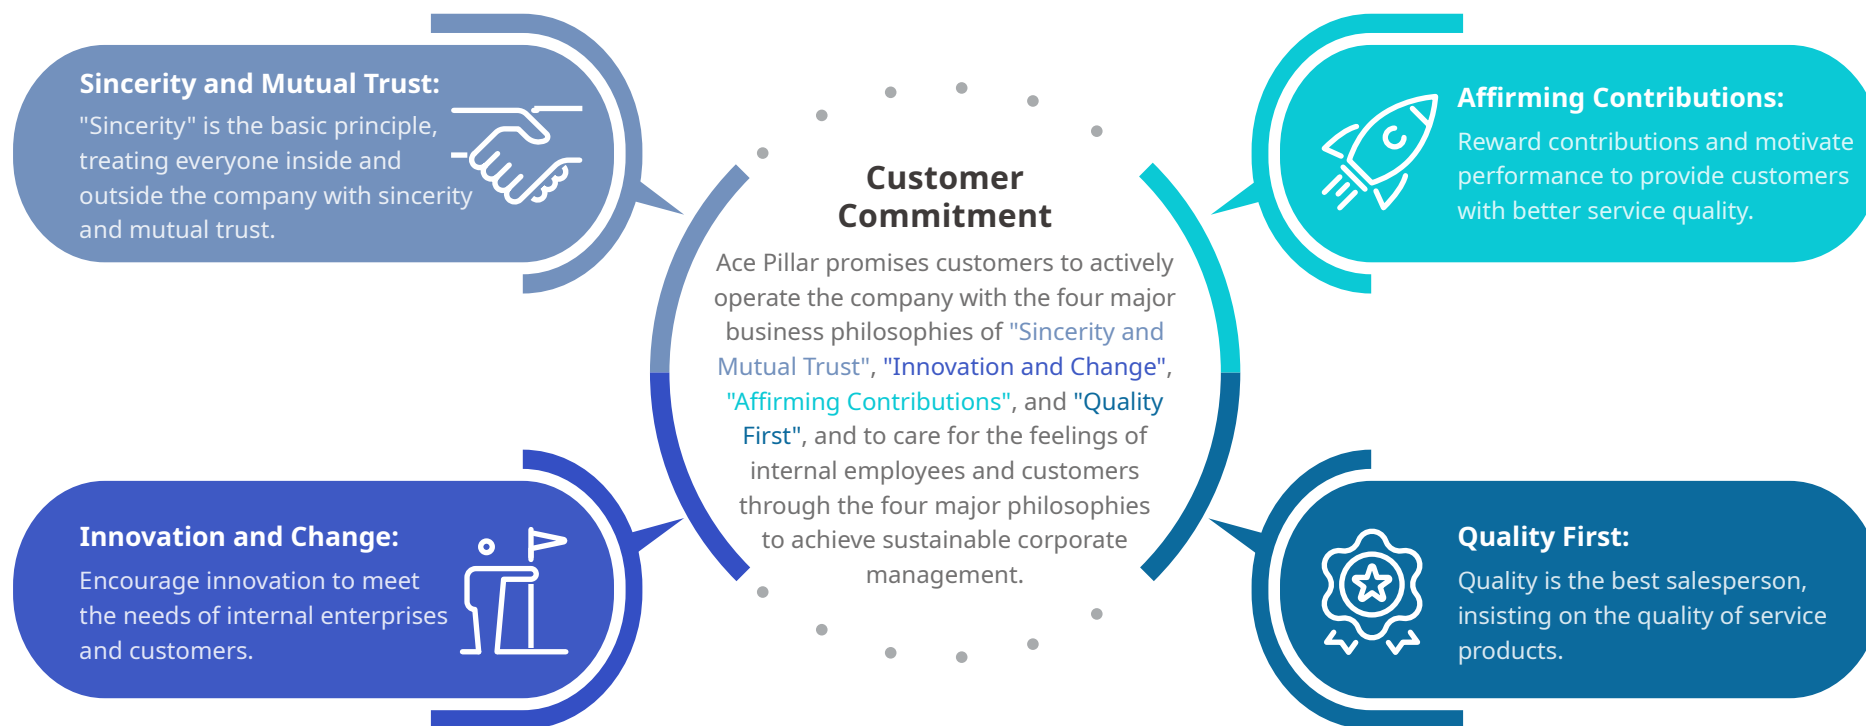 Sincerity and Mutual Trust:
"Sincerity" is the basic principle,
treating everyone inside and
outside the company with sincerity
and mutual trust.
Affirming Contributions:
Reward contributions and motivate
performance to provide customers
with better service quality.
Customer
Commitment
Ace Pillar promises customers to actively
operate the company with the four major
business philosophies of "Sincerity and
Mutual Trust", "Innovation and Change",
"Affirming Contributions", and "Quality
First", and to care for the feelings of
internal employees and customers
through the four major philosophies
to achieve sustainable corporate
management.
Innovation and Change:
Encourage innovation to meet
the needs of internal enterprises
and customers.
Quality First:
Quality is the best salesperson,
insisting on the quality of service
products.